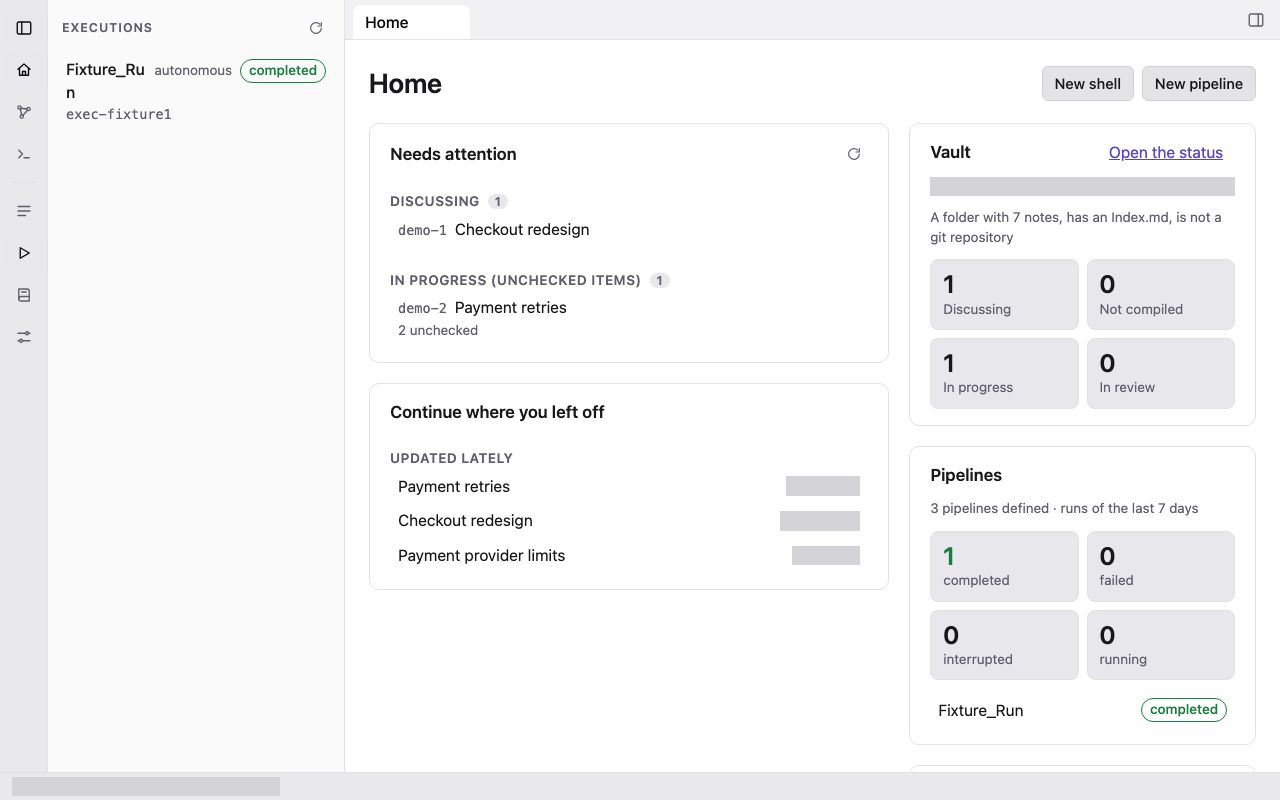 EXECUTIONS
Fixture_Ru
n
autonomous
completed
exec-fixture1
Home
Home
New shell
New pipeline
Needs attention
DISCUSSING 1
demo-1 Checkout redesign
IN PROGRESS (UNCHECKED ITEMS) 1
demo-2 Payment retries
2 unchecked
Continue where you left off
UPDATED LATELY
Payment retries
Checkout redesign
Payment provider limits
Vault
Open the status
A folder with 7 notes, has an Index.md, is not a
git repository
1
Discussing
0
Not compiled
1
In progress
0
In review
Pipelines
3 pipelines defined · runs of the last 7 days
1
completed
0
failed
0
interrupted
0
running
Fixture_Run
completed